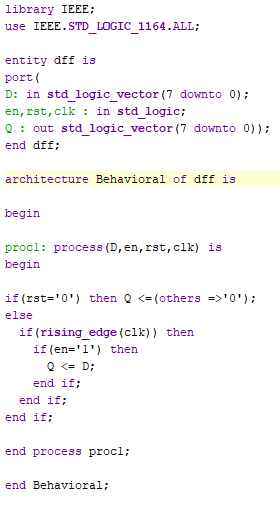 library IEEE;
use IEEE.STD_LOGIC_1164.ALL;
entity dff is
port(
D: in std_logic_vector(7 downto 0);
en,rst,clk : in std_logic;
Q : out std_logic_vector(7 downto 0));
end dff;
architecture Behavioral of dff is
begin
proc1: process(D,en,rst,clk) is
begin
if(rst='0') then Q <=(others =>'0');
else
if(rising_edge(clk)) then
if(en='1') then
Q <= D;
end if;
end if;
end if;
end process proc1;
end Behavioral;